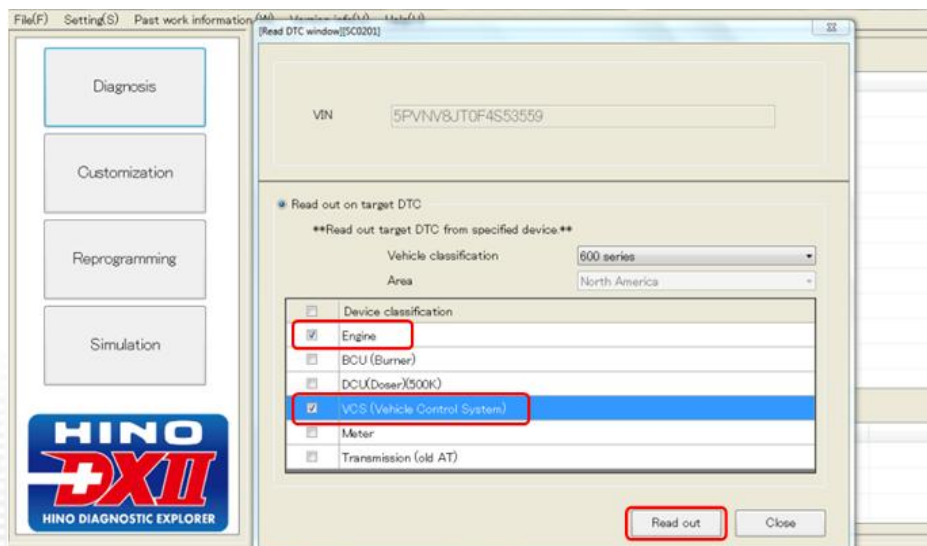 File(F) Setting(S) Past work information(W) Version info(V) Help(U)
[Read DTC window][SC0201]
Diagnosis
Customization
Reprogramming
Simulation
HINO
DXII
HINO DIAGNOSTIC EXPLORER
VIN 5PVNV8JT0F4S53559
Read out on target DTC
**Read out target DTC from specified device.**
Vehicle classification 600 series
Area North America
Device classification
Engine
BCU (Burner)
DCU(Doser)(500K)
VCS (Vehicle Control System)
Meter
Transmission (old AT)
Read out Close